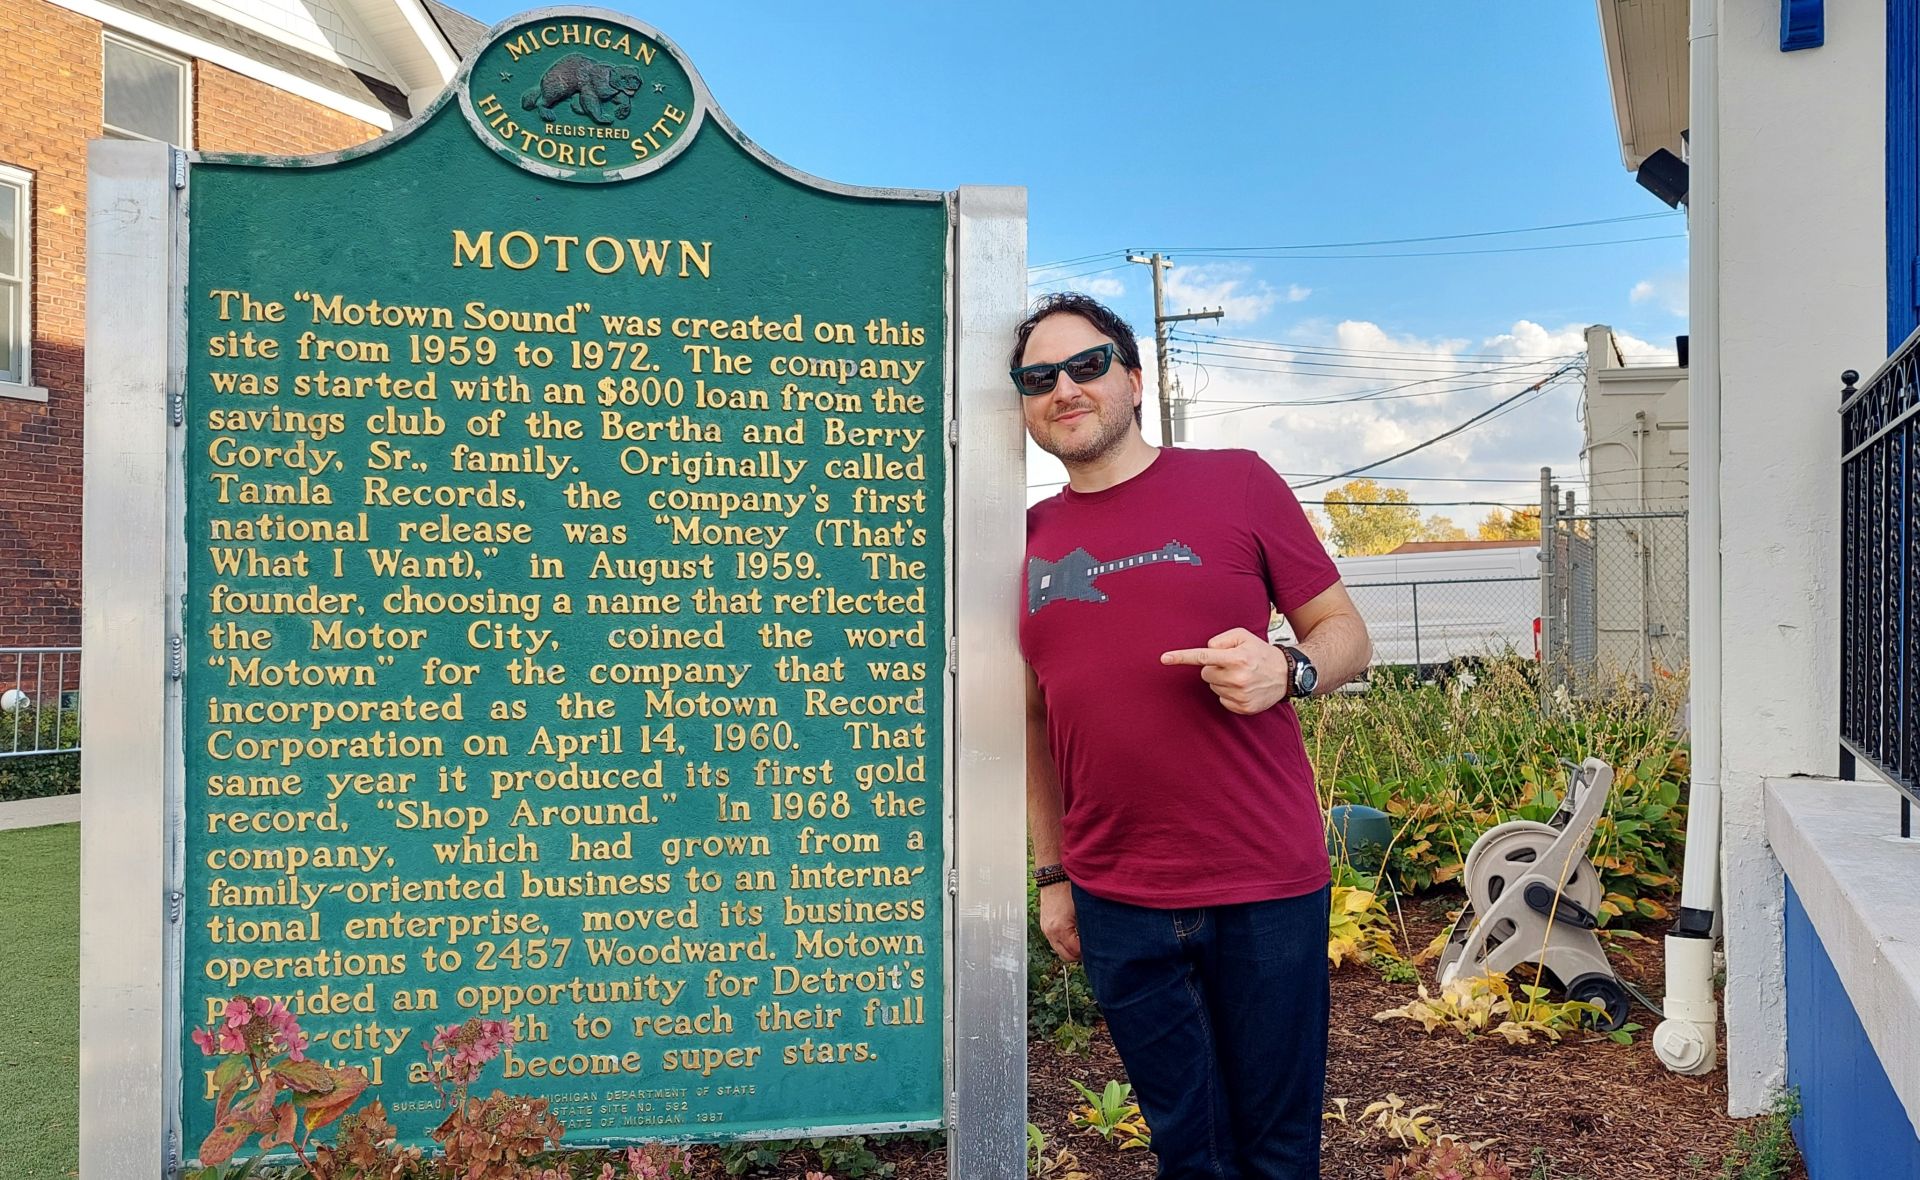 MICHIGAN
REGISTERED
HISTORIC SITE
MOTOWN
The “Motown Sound” was created on this
site from 1959 to 1972. The company
was started with an $800 loan from the
savings club of the Bertha and Berry
Gordy, Sr., family. Originally called
Tamla Records, the company's first
national release was “Money (That's
What I Want),” in August 1959. The
founder, choosing a name that reflected
the Motor City, coined the word
“Motown” for the company that was
incorporated as the Motown Record
Corporation on April 14, 1960. That
same year it produced its first gold
record, “Shop Around.” In 1968 the
company, which had grown from a
family-oriented business to an interna-
tional enterprise, moved its business
operations to 2457 Woodward. Motown
provided an opportunity for Detroit's
-city to reach their full
become super stars.
BUREAU MICHIGAN DEPARTMENT OF STATE
STATE SITE NO. 592
STATE OF MICHIGAN, 1987